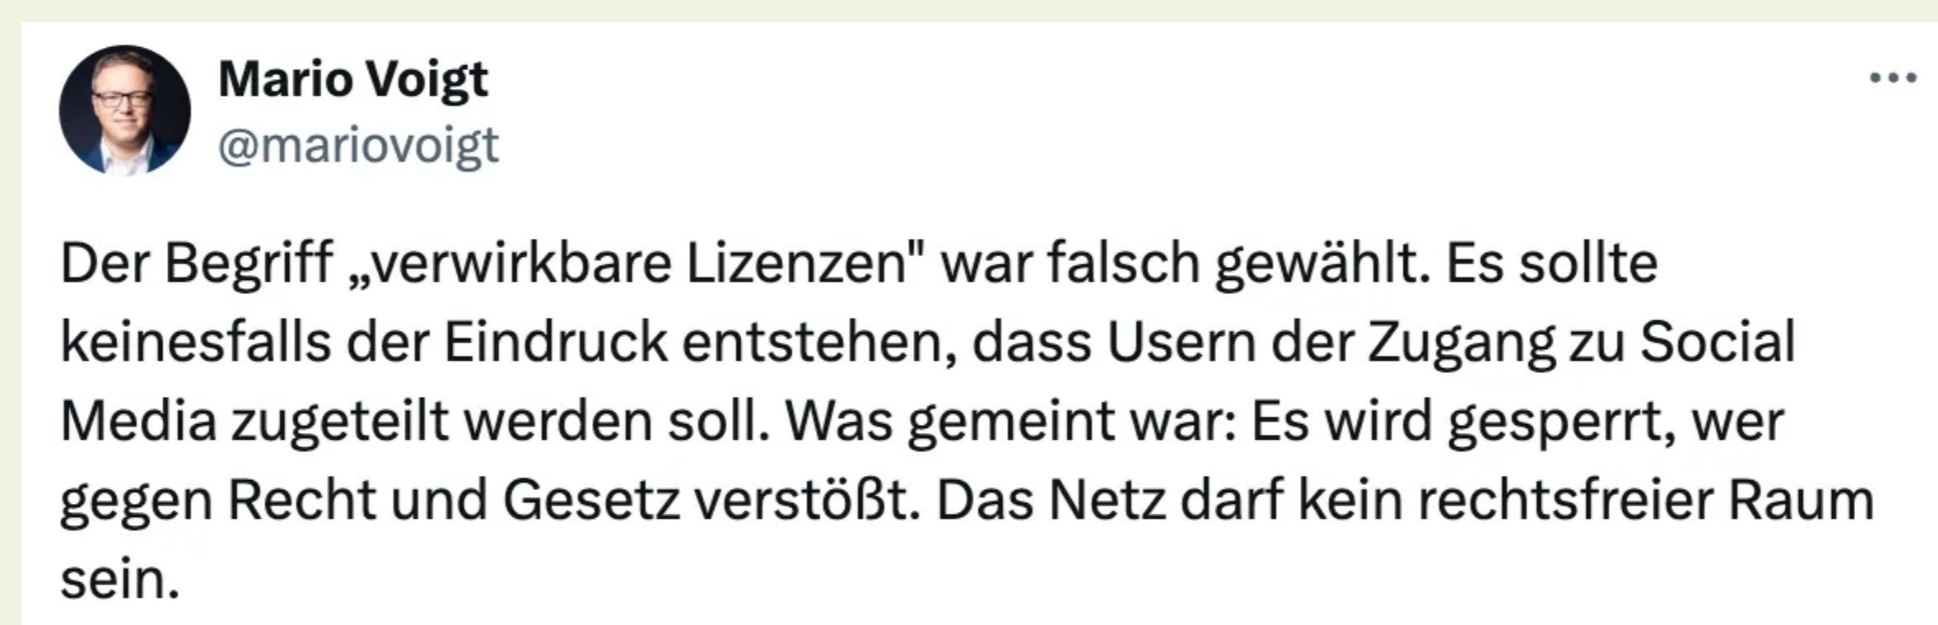 Mario Voigt
@mariovoigt
Der Begriff „verwirkbare Lizenzen" war falsch gewählt. Es sollte
keinesfalls der Eindruck entstehen, dass Usern der Zugang zu Social
Media zugeteilt werden soll. Was gemeint war: Es wird gesperrt, wer
gegen Recht und Gesetz verstößt. Das Netz darf kein rechtsfreier Raum
sein.